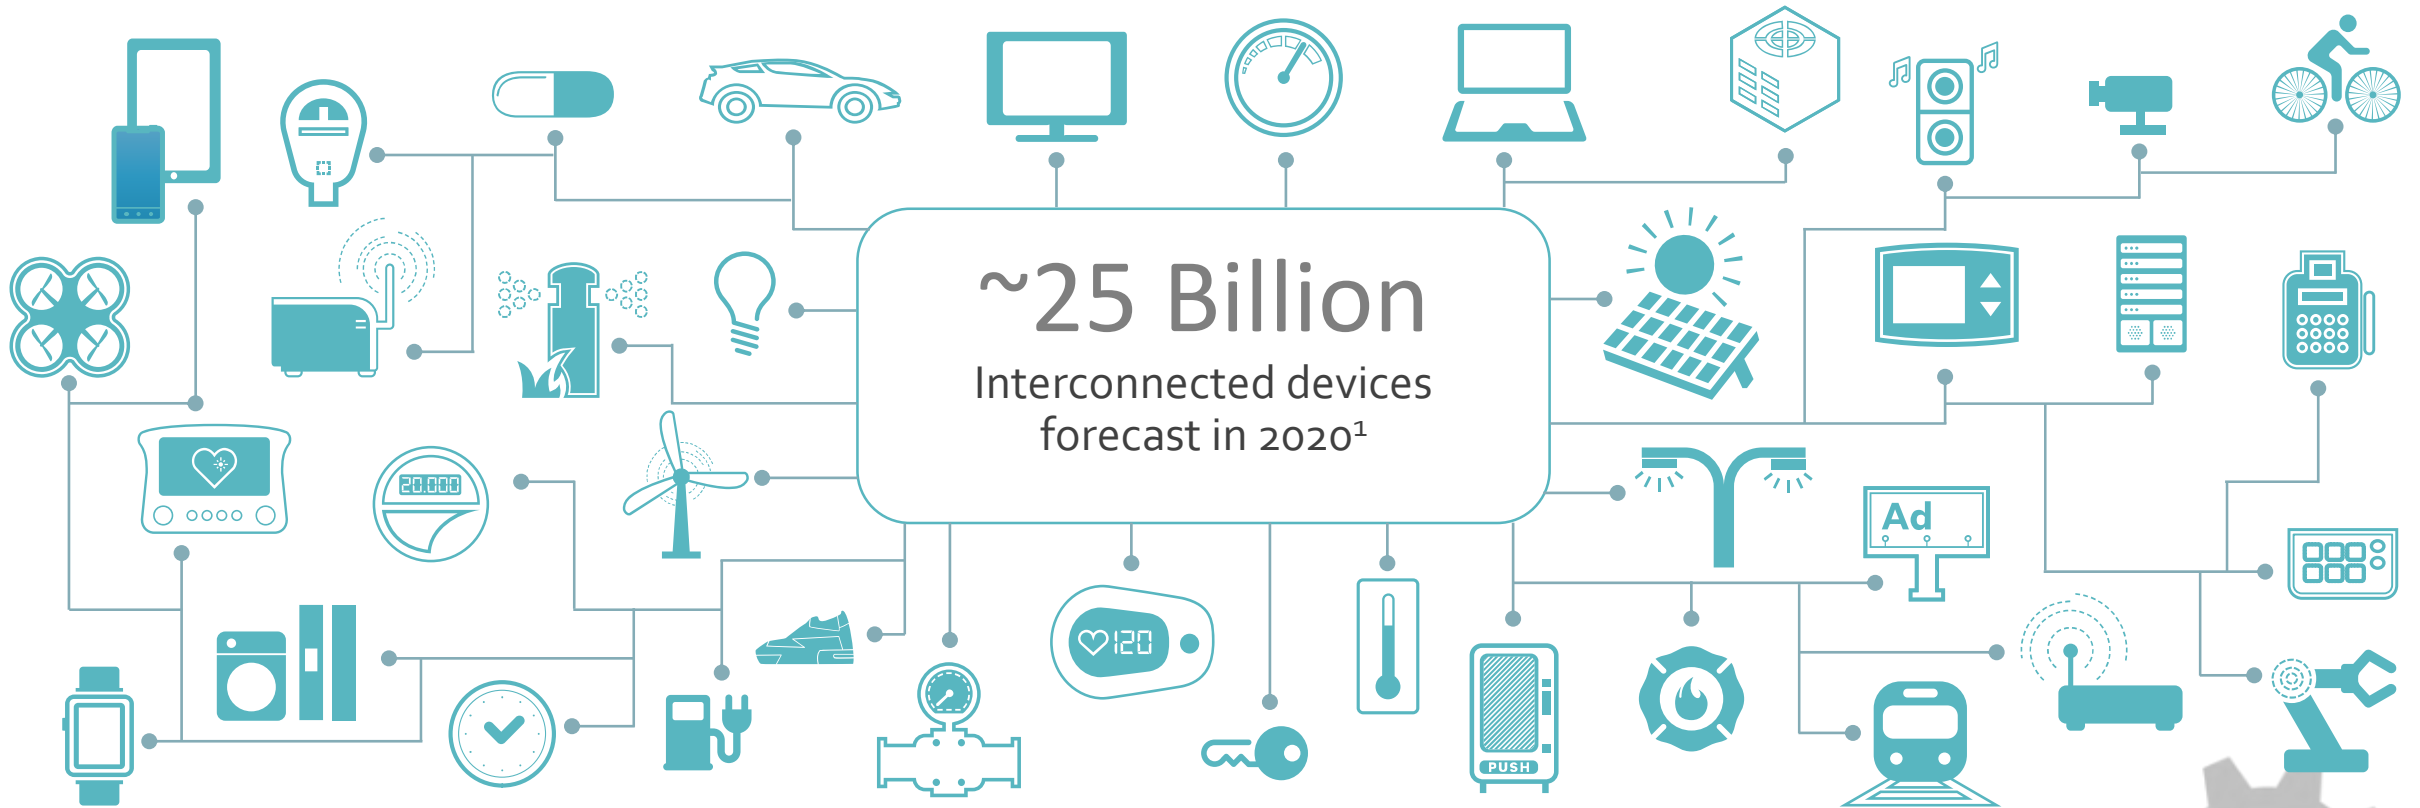 ~25 Billion
Interconnected devices
forecast in 2020¹
20.000
Ad
120
PUSH